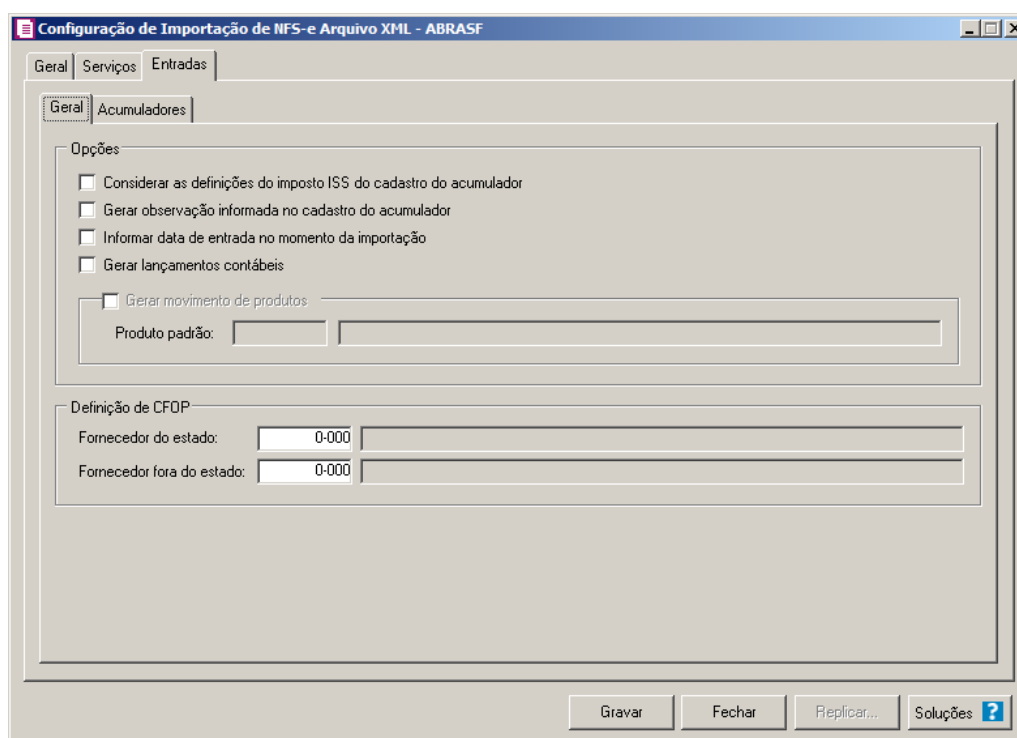 Configuração de Importação de NFS-e Arquivo XML - ABRASF
Geral Serviços Entradas
Geral Acumuladores
Opções
Considerar as definições do imposto ISS do cadastro do acumulador
Gerar observação informada no cadastro do acumulador
Informar data de entrada no momento da importação
Gerar lançamentos contábeis
Gerar movimento de produtos
Produto padrão:
Definição de CFOP
Fornecedor do estado: 0-000
Fornecedor fora do estado: 0-000
Gravar Fechar Replicar... Soluções ?